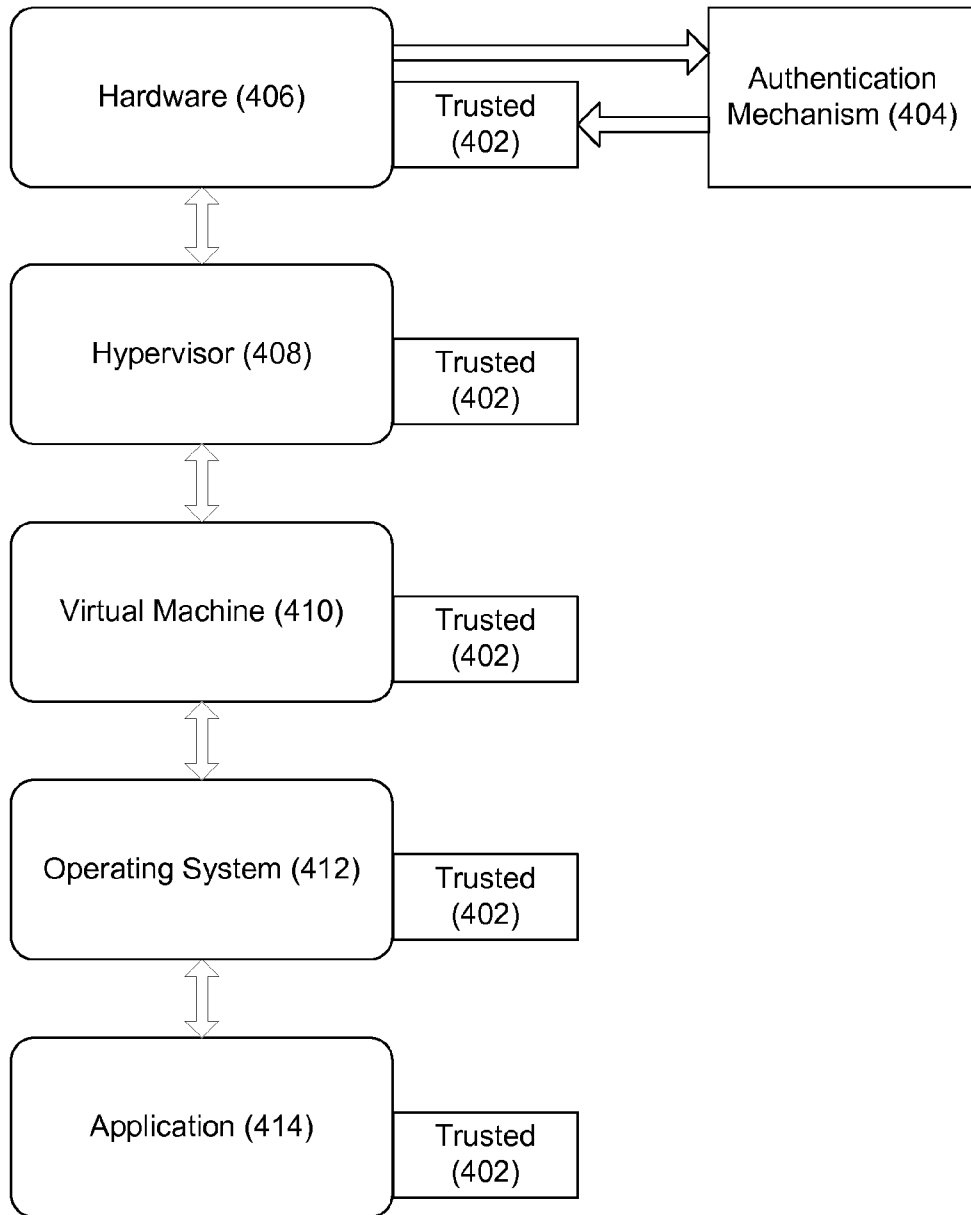 Hardware (406)
Trusted
(402)
Authentication
Mechanism (404)
Hypervisor (408)
Trusted
(402)
Virtual Machine (410)
Trusted
(402)
Operating System (412)
Trusted
(402)
Application (414)
Trusted
(402)